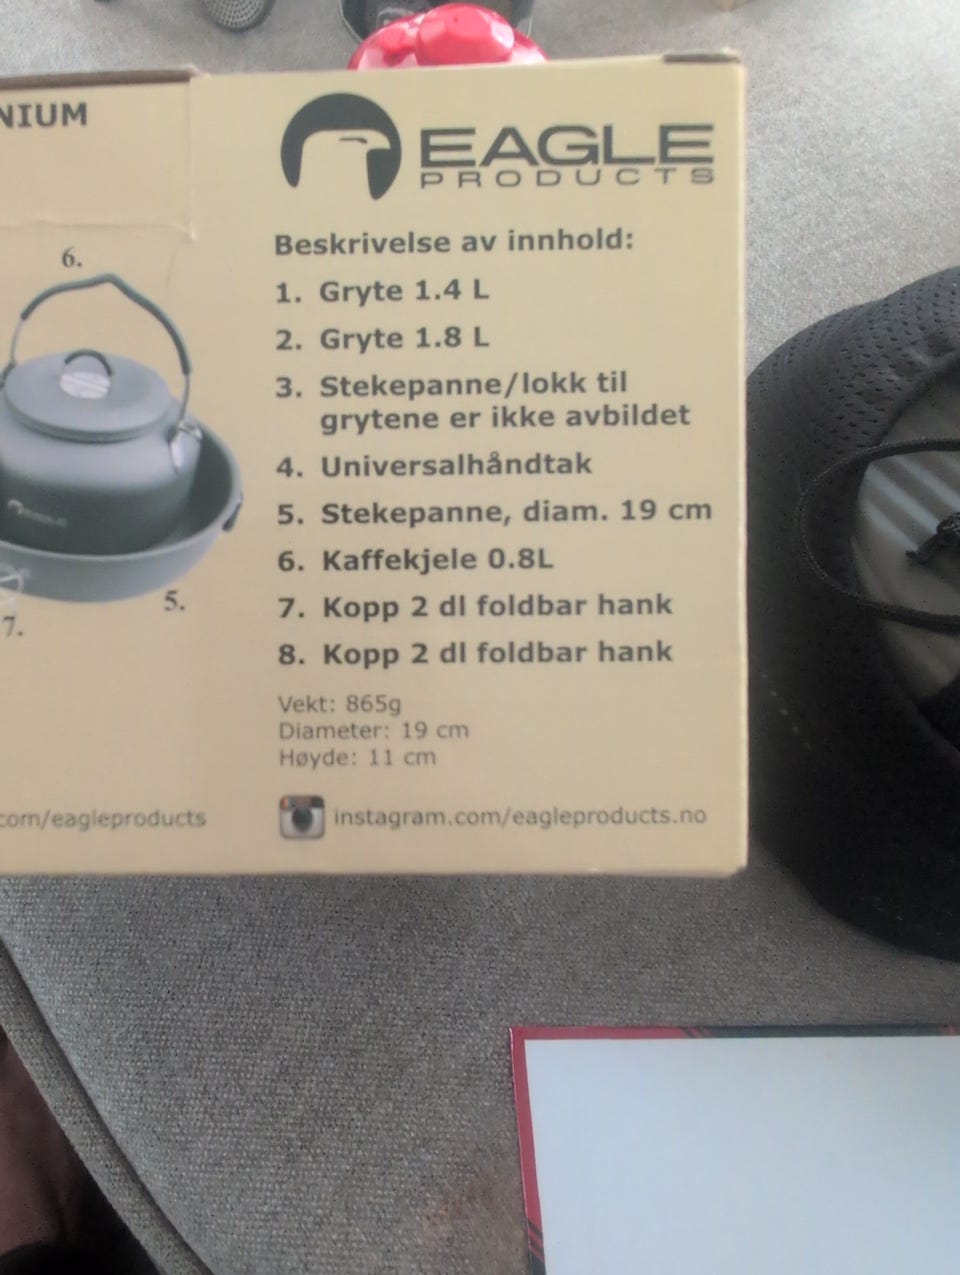 NIUM
EAGLE
PRODUCTS
Beskrivelse av innhold:
1. Gryte 1.4 L
2. Gryte 1.8 L
3. Stekepanne/lokk til
grytene er ikke avbildet
4. Universalhåndtak
5. Stekepanne, diam. 19 cm
6. Kaffekjele 0.8L
7. Kopp 2 dl foldbar hank
8. Kopp 2 dl foldbar hank
Vekt: 865g
Diameter: 19 cm
Høyde: 11 cm
instagram.com/eagleproducts.no
6.
5.
7.
com/eagleproducts